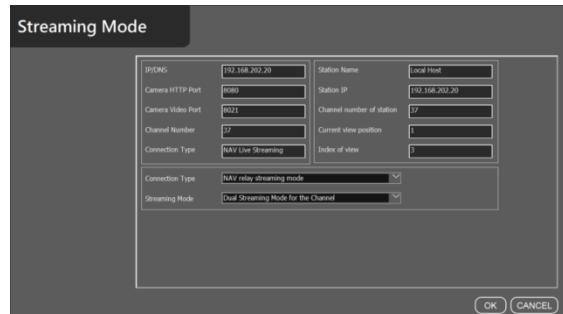 Streaming Mode
IP/DNS 192.168.202.20
Camera HTTP Port 8080
Camera Video Port 8021
Channel Number 37
Connection Type NAV Live Streaming
Station Name Local Host
Station IP 192.168.202.20
Channel number of station 37
Current view position 1
Index of view 3
Connection Type NAV relay streaming mode
Streaming Mode Dual Streaming Mode for the Channel
OK CANCEL